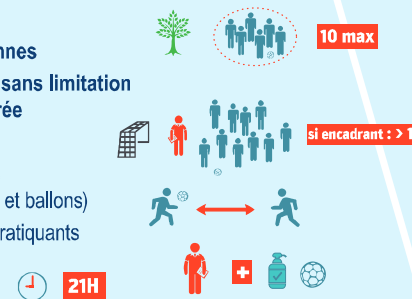 10 max
nnes
sans limitation
rée
si encadrant : > 1
et ballons)
ratiquants
21H